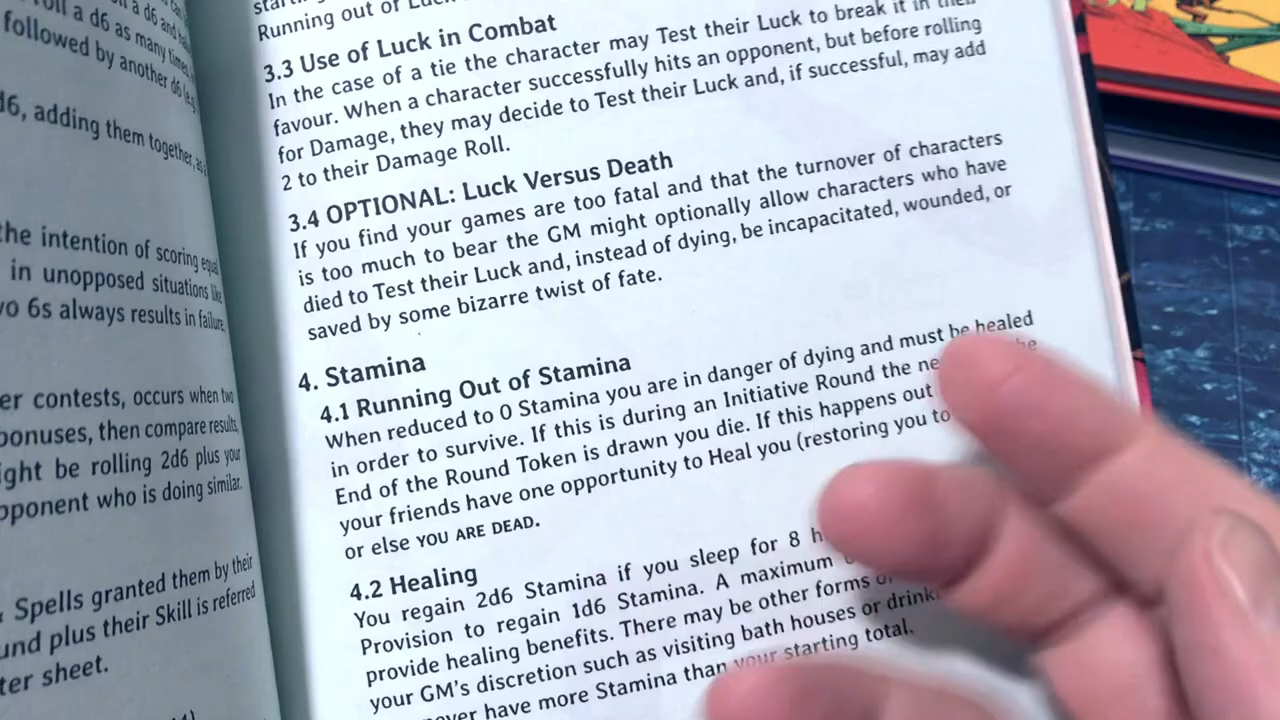 followed by another d6
d6, adding them together,
the intention of scoring
in unopposed situations
6s always results in failure
contests, occurs when two
bonuses, then compare results
be rolling 2d6 plus your
who is doing similar.
Spells granted them by their
plus their Skill is referred
sheet.
Running out of
3.3 Use of Luck in Combat
In the case of a tie the character may Test their Luck to break it in their
favour. When a character successfully hits an opponent, but before rolling
for Damage, they may decide to Test their Luck and, if successful, may add
2 to their Damage Roll.
3.4 OPTIONAL: Luck Versus Death
If you find your games are too fatal and that the turnover of characters
is too much to bear the GM might optionally allow characters who have
died to Test their Luck and, instead of dying, be incapacitated, wounded, or
saved by some bizarre twist of fate.
4. Stamina
4.1 Running Out of Stamina
When reduced to 0 Stamina you are in danger of dying and must be healed
in order to survive. If this is during an Initiative Round the
End of the Round Token is drawn you die. If this happens out
your friends have one opportunity to Heal you (restoring you to
or else YOU ARE DEAD.
4.2 Healing
You regain 2d6 Stamina if you sleep for 8
Provision to regain 1d6 Stamina. A maximum
provide healing benefits. There may be other forms
your GM's discretion such as visiting bath houses or
have more Stamina than your starting total.